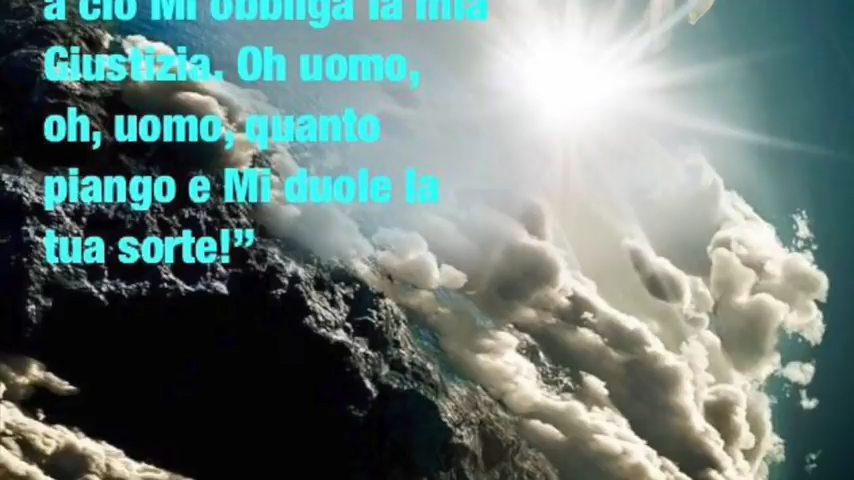 a ciò Mi obbliga la mia
Giustizia. Oh uomo,
oh, uomo, quanto
piango e Mi duole la
tua sorte!”